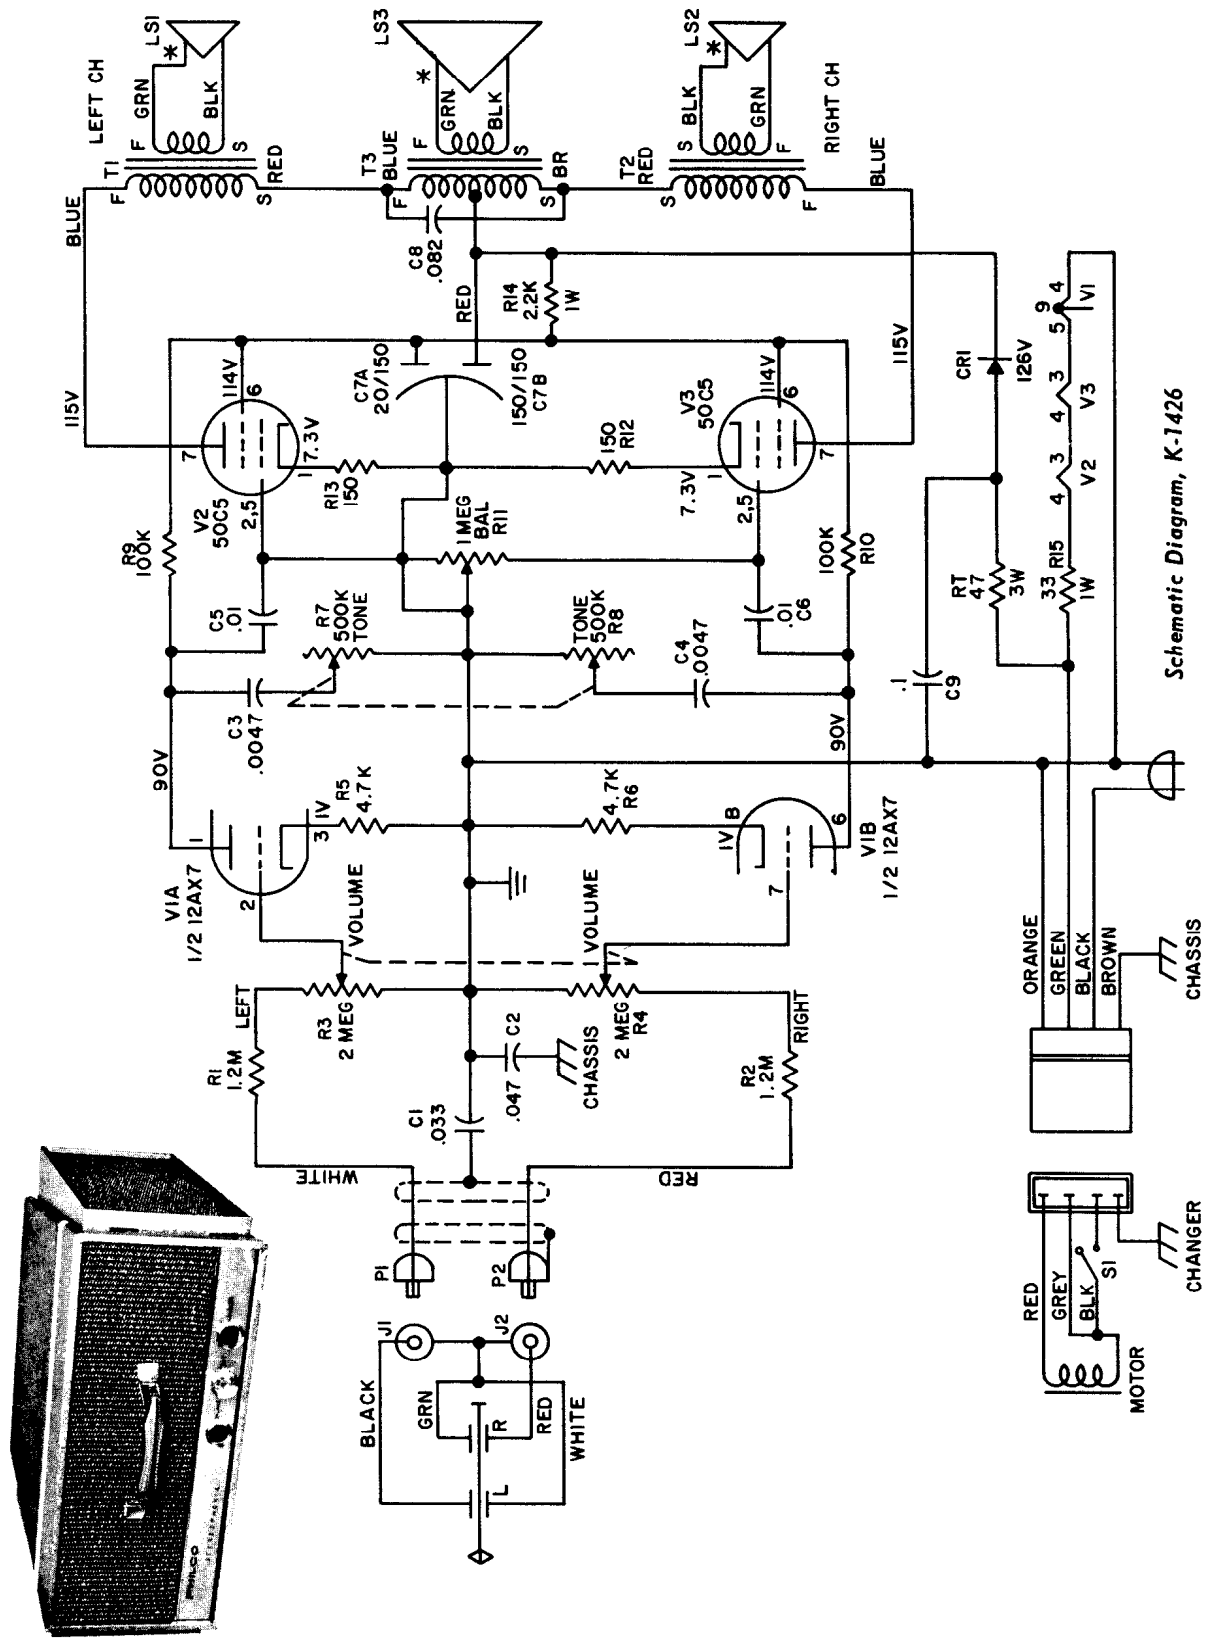 LEFT CH
LS1
*
GRN
BLK
T1
F
S
F
S
RED
BLUE
LS3
*
GRN
BLK
T3
BLUE
F
S
F
S
BR
C8
.082
LS2
*
BLK
GRN
T2
RED
S
F
S
F
RIGHT CH
BLUE
115V
7
V2
50C5
2,5
114V
6
7.3V
1
R13
150
C7A
20/150
RED
150/150
C7B
R14
2.2K
1W
150
R12
V3
50C5
7.3V
1
2,5
114V
6
7
115V
R9
100K
C5
.01
R7
500K
TONE
1 MEG
BAL
R11
TONE
500K
R8
.01
C6
100K
R10
C3
.0047
C4
.0047
90V
90V
V1A
1/2 12AX7
1
2
3
1V
R5
4.7K
4.7K
R6
1V
8
7
6
V1B
1/2 12AX7
VOLUME
VOLUME
LEFT
R3
2 MEG
2 MEG
R4
RIGHT
R1
1.2M
R2
1.2M
C1
.033
C2
.047
CHASSIS
WHITE
RED
P1
P2
J1
J2
BLACK
GRN
R
RED
L
WHITE
CR1
126V
RT
47
3W
33
R15
1W
.1
C9
4
3
V2
4
3
V3
5
9
4
V1
ORANGE
GREEN
BLACK
BROWN
CHASSIS
RED
GREY
BLK
S1
MOTOR
CHANGER
PHILCO
Schematic Diagram, K-1426